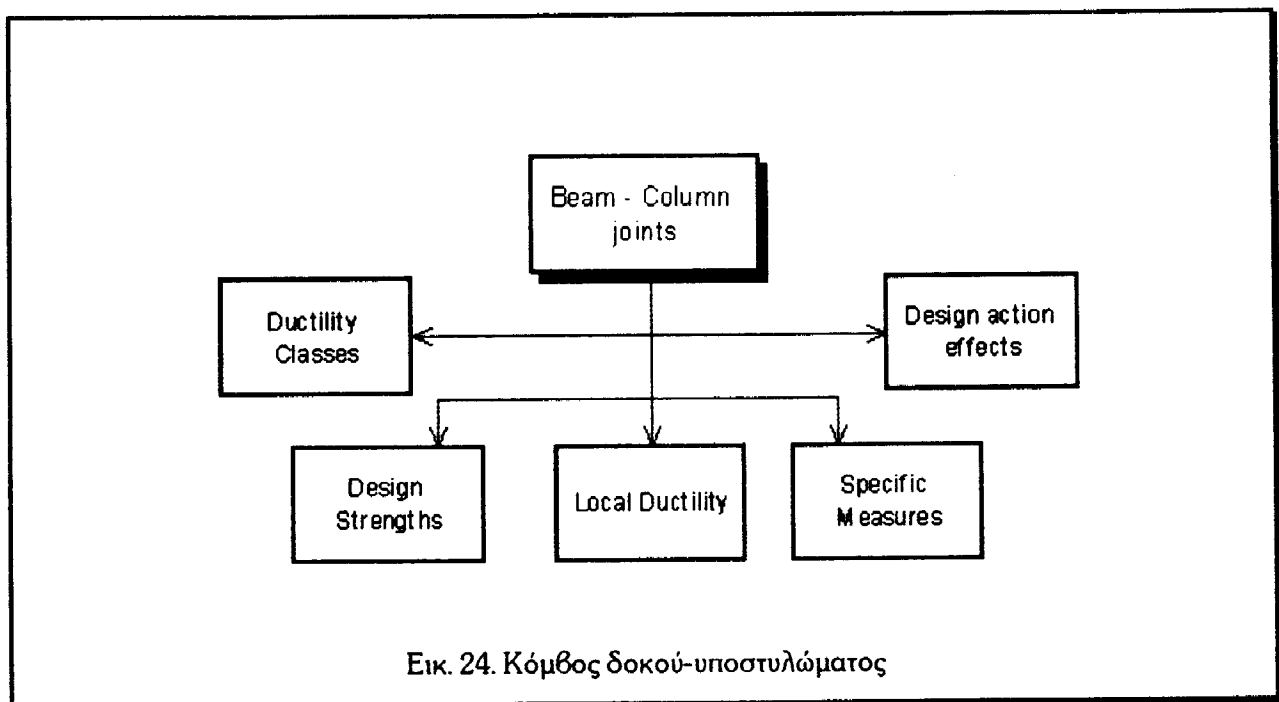 Beam - Column
joints
Ductility
Classes
Design action
effects
Design
Strengths
Local Ductility
Specific
Measures
Εικ. 24. Κόμβος δοκού-υποστυλώματος